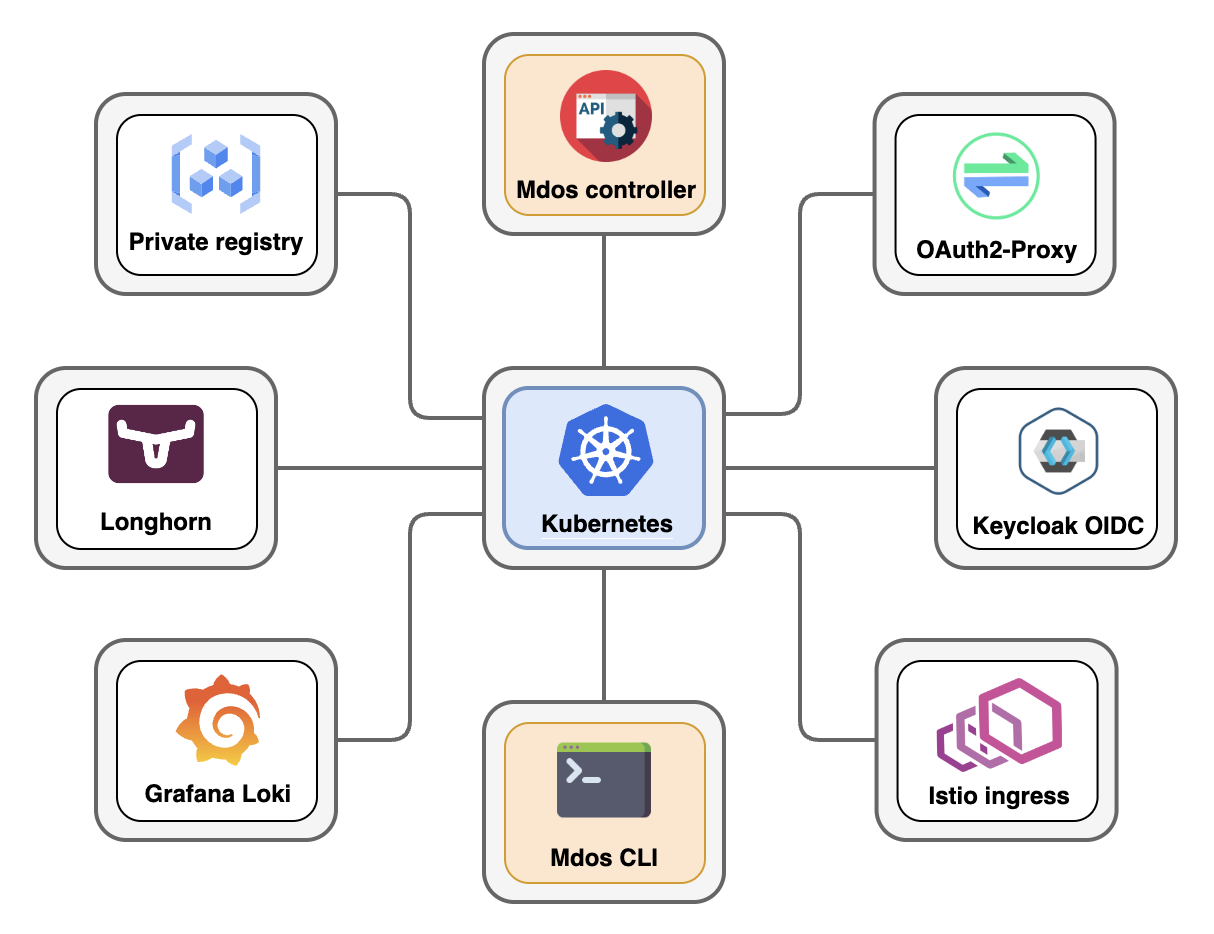 API
Mdos controller
Private registry
OAuth2-Proxy
Longhorn
Kubernetes
Keycloak OIDC
Grafana Loki
Istio ingress
>_
Mdos CLI